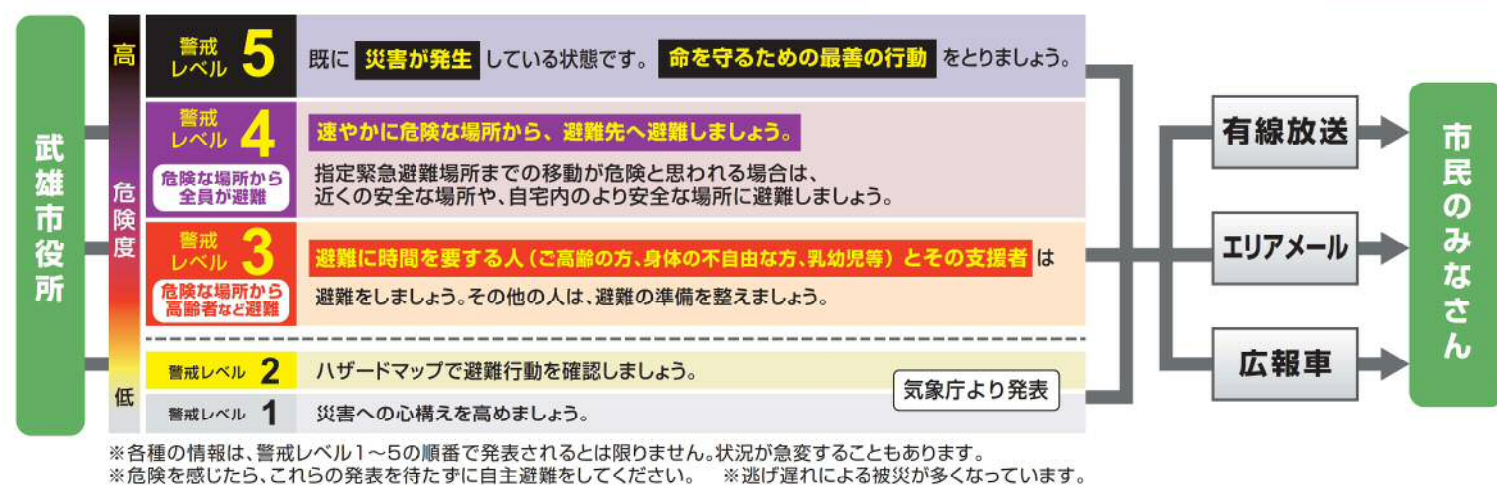 武雄市役所
高
危険度
低
警戒レベル 5
既に 災害が発生 している状態です。 命を守るための最善の行動 をとりましょう。
警戒レベル 4
危険な場所から
全員が避難
速やかに危険な場所から、避難先へ避難しましょう。
指定緊急避難場所までの移動が危険と思われる場合は、
近くの安全な場所や、自宅内のより安全な場所に避難しましょう。
警戒レベル 3
危険な場所から
高齢者など避難
避難に時間を要する人(ご高齢の方、身体の不自由な方、乳幼児等)とその支援者 は
避難をしましょう。その他の人は、避難の準備を整えましょう。
警戒レベル 2
ハザードマップで避難行動を確認しましょう。
警戒レベル 1
災害への心構えを高めましょう。
気象庁より発表
有線放送
エリアメール
広報車
市民のみなさん
※各種の情報は、警戒レベル1~5の順番で発表されるとは限りません。状況が急変することもあります。
※危険を感じたら、これらの発表を待たずに自主避難をしてください。 ※逃げ遅れによる被災が多くなっています。